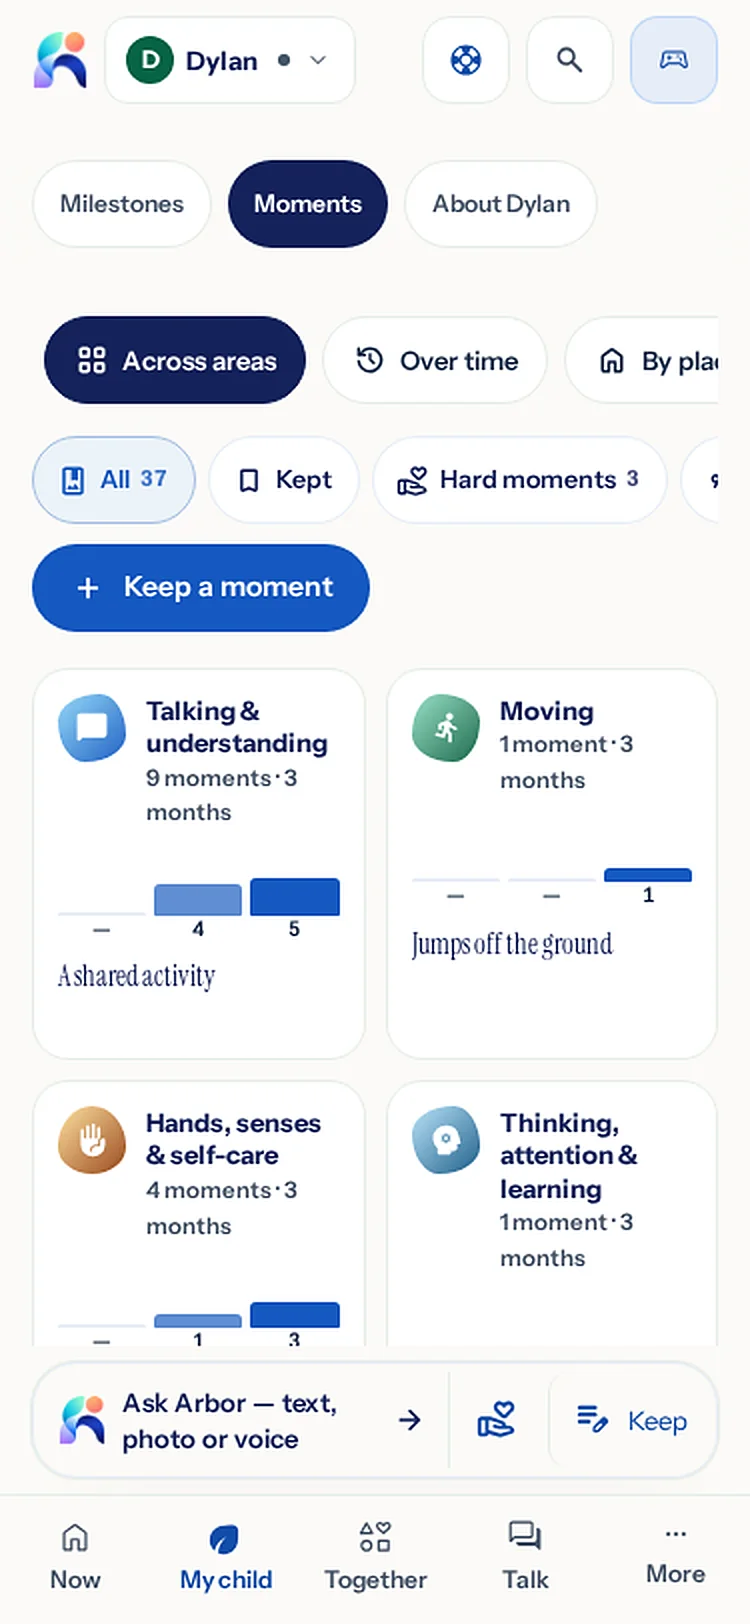 D Dylan
Milestones Moments About Dylan
Across areas Over time By plac
All 37 Kept Hard moments 3
+ Keep a moment
Talking &
understanding
9 moments · 3
months
— 4 5
A shared activity
Moving
1 moment · 3
months
— — 1
Jumps off the ground
Hands, senses
& self-care
4 moments · 3
months
— 1 3
Thinking,
attention &
learning
1 moment · 3
months
Ask Arbor — text,
photo or voice
Keep
Now My child Together Talk More